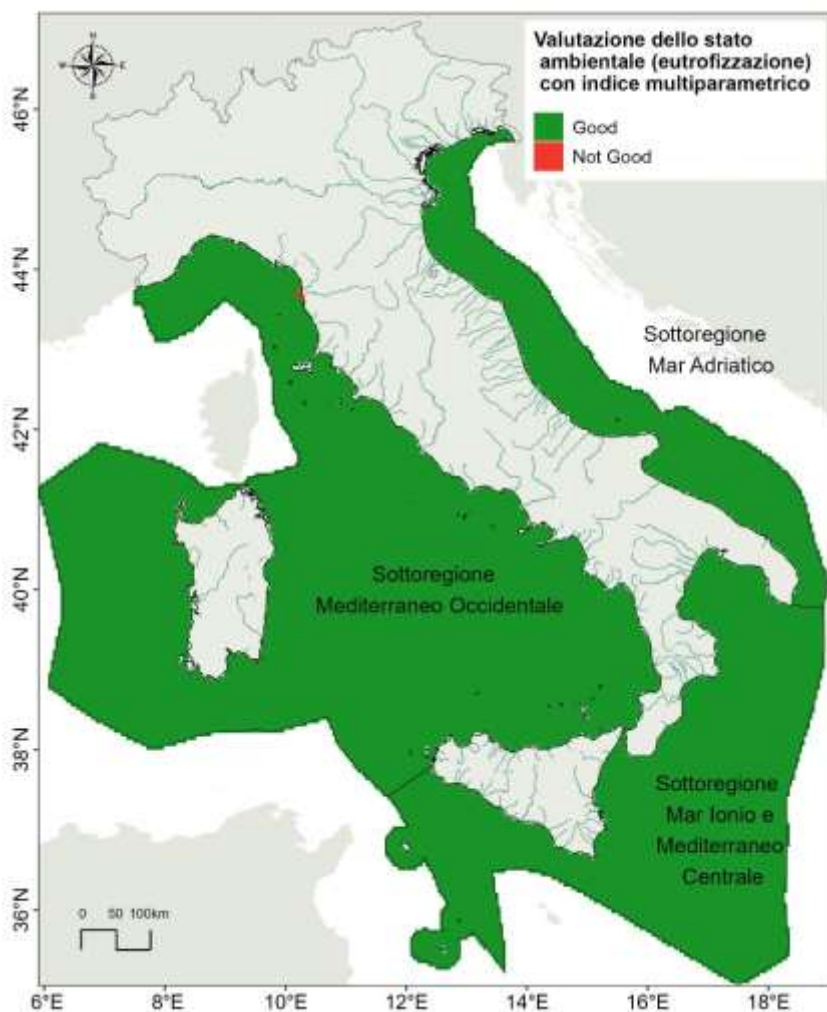 Valutazione dello stato
ambientale (eutrofizzazione)
con indice multiparametrico
Good
Not Good
N
W E
S
46°N
44°N
42°N
40°N
38°N
36°N
Sottoregione
Mar Adriatico
Sottoregione
Mediterraneo Occidentale
Sottoregione
Mar Ionio e
Mediterraneo
Centrale
0 50 100km
6°E 8°E 10°E 12°E 14°E 16°E 18°E